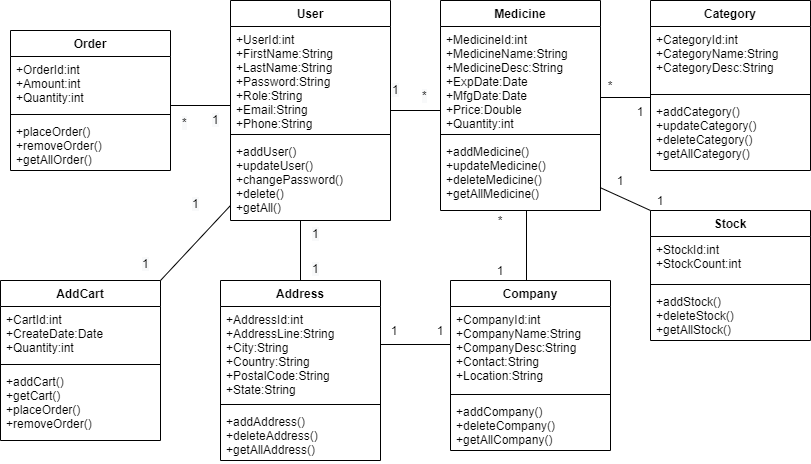 Order
+OrderId:int
+Amount:int
+Quantity:int
+placeOrder()
+removeOrder()
+getAllOrder()
*
1
User
+UserId:int
+FirstName:String
+LastName:String
+Password:String
+Role:String
+Email:String
+Phone:String
+addUser()
+updateUser()
+changePassword()
+delete()
+getAll()
1
*
Medicine
+MedicineId:int
+MedicineName:String
+MedicineDesc:String
+ExpDate:Date
+MfgDate:Date
+Price:Double
+Quantity:int
+addMedicine()
+updateMedicine()
+deleteMedicine()
+getAllMedicine()
*
1
Category
+CategoryId:int
+CategoryName:String
+CategoryDesc:String
+addCategory()
+updateCategory()
+deleteCategory()
+getAllCategory()
1
1
Stock
+StockId:int
+StockCount:int
+addStock()
+deleteStock()
+getAllStock()
1
1
AddCart
+CartId:int
+CreateDate:Date
+Quantity:int
+addCart()
+getCart()
+placeOrder()
+removeOrder()
1
1
Address
+AddressId:int
+AddressLine:String
+City:String
+Country:String
+PostalCode:String
+State:String
+addAddress()
+deleteAddress()
+getAllAddress()
1
1
*
1
Company
+CompanyId:int
+CompanyName:String
+CompanyDesc:String
+Contact:String
+Location:String
+addCompany()
+deleteCompany()
+getAllCompany()